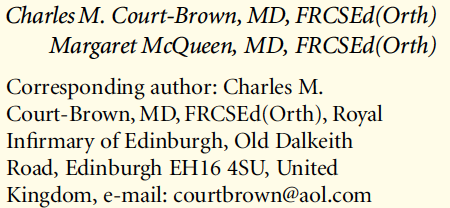 Charles M. Court-Brown, MD, FRCSEd(Orth)
Margaret McQueen, MD, FRCSEd(Orth)
Corresponding author: Charles M.
Court-Brown, MD, FRCSEd(Orth), Royal
Infirmary of Edinburgh, Old Dalkeith
Road, Edinburgh EH16 4SU, United
Kingdom, e-mail: courtbrown@aol.com